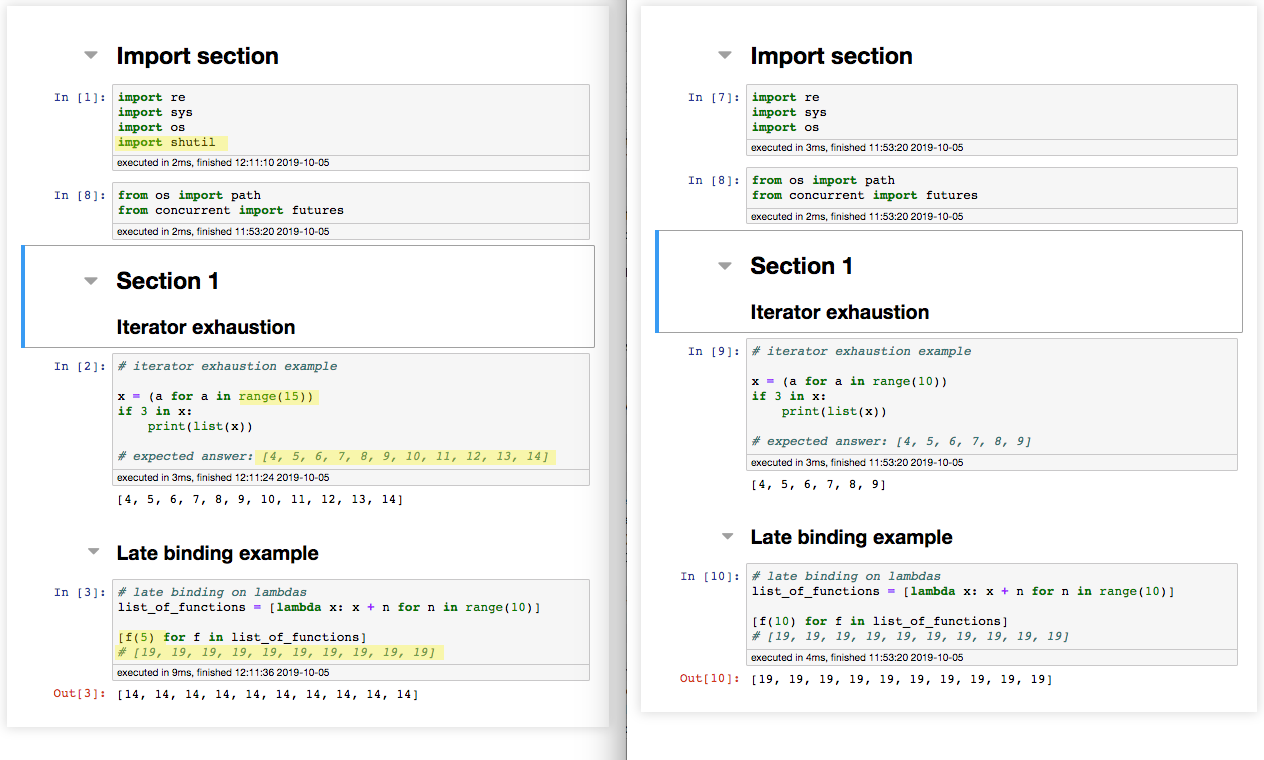 Import section
In [1]:
import re
import sys
import os
import shutil
executed in 2ms, finished 12:11:10 2019-10-05
In [8]:
from os import path
from concurrent import futures
executed in 2ms, finished 11:53:20 2019-10-05
Section 1
Iterator exhaustion
In [2]:
# iterator exhaustion example
x = (a for a in range(15))
if 3 in x:
    print(list(x))
# expected answer: [4, 5, 6, 7, 8, 9, 10, 11, 12, 13, 14]
executed in 3ms, finished 12:11:24 2019-10-05
[4, 5, 6, 7, 8, 9, 10, 11, 12, 13, 14]
Late binding example
In [3]:
# late binding on lambdas
list_of_functions = [lambda x: x + n for n in range(10)]
[f(5) for f in list_of_functions]
# [19, 19, 19, 19, 19, 19, 19, 19, 19, 19]
executed in 9ms, finished 12:11:36 2019-10-05
Out[3]: [14, 14, 14, 14, 14, 14, 14, 14, 14, 14]
Import section
In [7]:
import re
import sys
import os
executed in 3ms, finished 11:53:20 2019-10-05
In [8]:
from os import path
from concurrent import futures
executed in 2ms, finished 11:53:20 2019-10-05
Section 1
Iterator exhaustion
In [9]:
# iterator exhaustion example
x = (a for a in range(10))
if 3 in x:
    print(list(x))
# expected answer: [4, 5, 6, 7, 8, 9]
executed in 3ms, finished 11:53:20 2019-10-05
[4, 5, 6, 7, 8, 9]
Late binding example
In [10]:
# late binding on lambdas
list_of_functions = [lambda x: x + n for n in range(10)]
[f(10) for f in list_of_functions]
# [19, 19, 19, 19, 19, 19, 19, 19, 19, 19]
executed in 4ms, finished 11:53:20 2019-10-05
Out[10]: [19, 19, 19, 19, 19, 19, 19, 19, 19, 19]